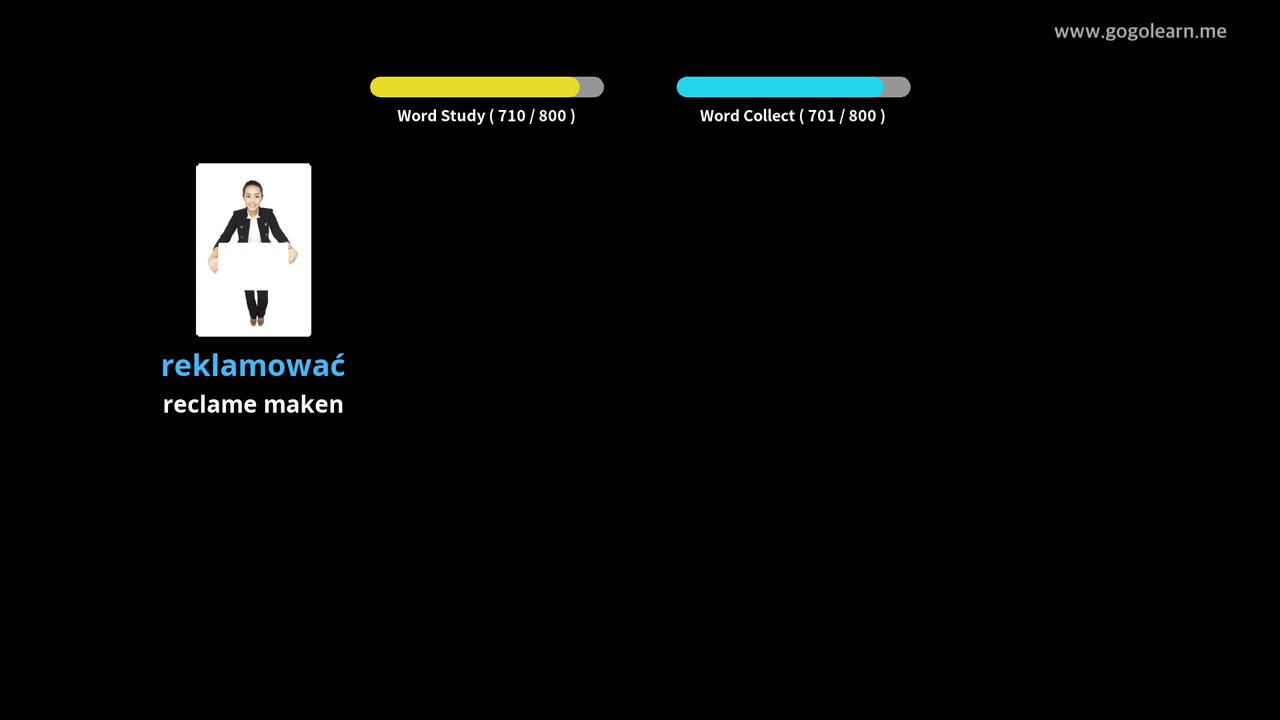 www.gogolearn.me
Word Study ( 710 / 800 )
Word Collect ( 701 / 800 )
reklamować
reclame maken